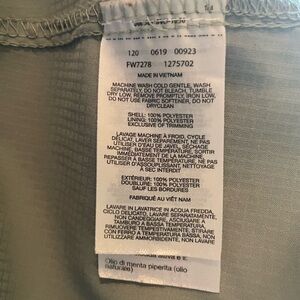 120 0619 00923
FW7278 1275702
MADE IN VIETNAM
MACHINE WASH COLD GENTLE, WASH
SEPARATELY, DO NOT BLEACH, TUMBLE
DRY LOW, REMOVE PROMPTLY, IRON LOW,
DO NOT USE FABRIC SOFTENER, DO NOT
DRYCLEAN
SHELL: 100% POLYESTER
LINING: 100% POLYESTER
EXCLUSIVE OF TRIMMING
LAVAGE MACHINE À FROID, CYCLE
DÉLICAT, LAVER SÉPARÉMENT, NE PAS
UTILISER D'EAU DE JAVEL, SÉCHAGE
MACHINE, BASSE TEMPÉRATURE, SORTIR
IMMÉDIATEMENT DE LA MACHINE,
REPASSER À BASSE TEMPÉRATURE, NE
PAS UTILISER D'ASSOUPLISSANT, NETTOYAGE
À SEC INTERDIT
EXTÉRIEUR: 100% POLYESTER
DOUBLURE: 100% POLYESTER
SAUF LES BORDURES
FABRIQUÉ AU VIÊT NAM
LAVARE IN LAVATRICE IN ACQUA FREDDA,
CICLO DELICATO, LAVARE SEPARATAMENTE,
NON CANDEGGIARE, ASCIUGARE A
TAMBURO A BASSA TEMPERATURA,
RIMUOVERE PRONTAMENTE, STIRARE
NON UTILIZZARE AMMORBIDENTE, NON LAVARE
Olio di menta piperita (olio
naturale)